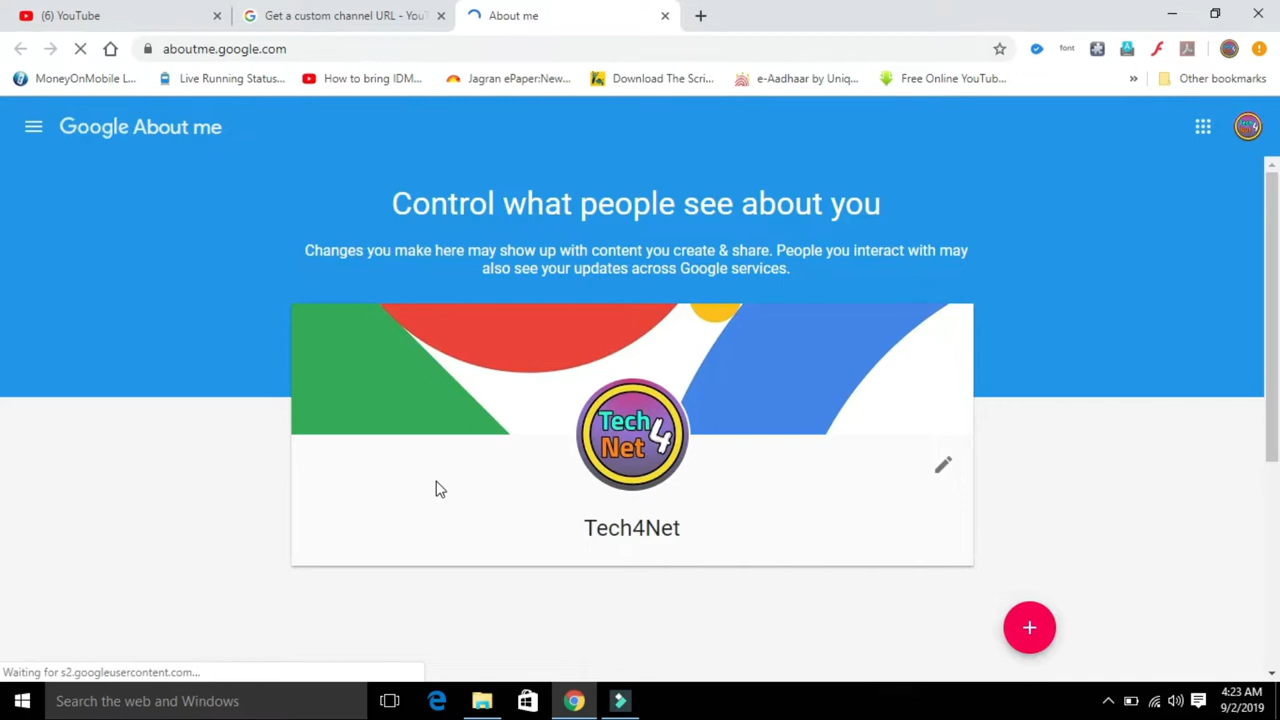 (6) YouTube
Get a custom channel URL - YouT
About me
aboutme.google.com
font
MoneyOnMobile L...
Live Running Status...
How to bring IDM...
Jagran ePaper:New...
Download The Scri...
e-Aadhaar by Uniq...
Free Online YouTub...
»
Other bookmarks
Google About me
Control what people see about you
Changes you make here may show up with content you create & share. People you interact with may
also see your updates across Google services.
Tech
4
Net
Tech4Net
+
Waiting for s2.googleusercontent.com...
Search the web and Windows
4:23 AM
9/2/2019